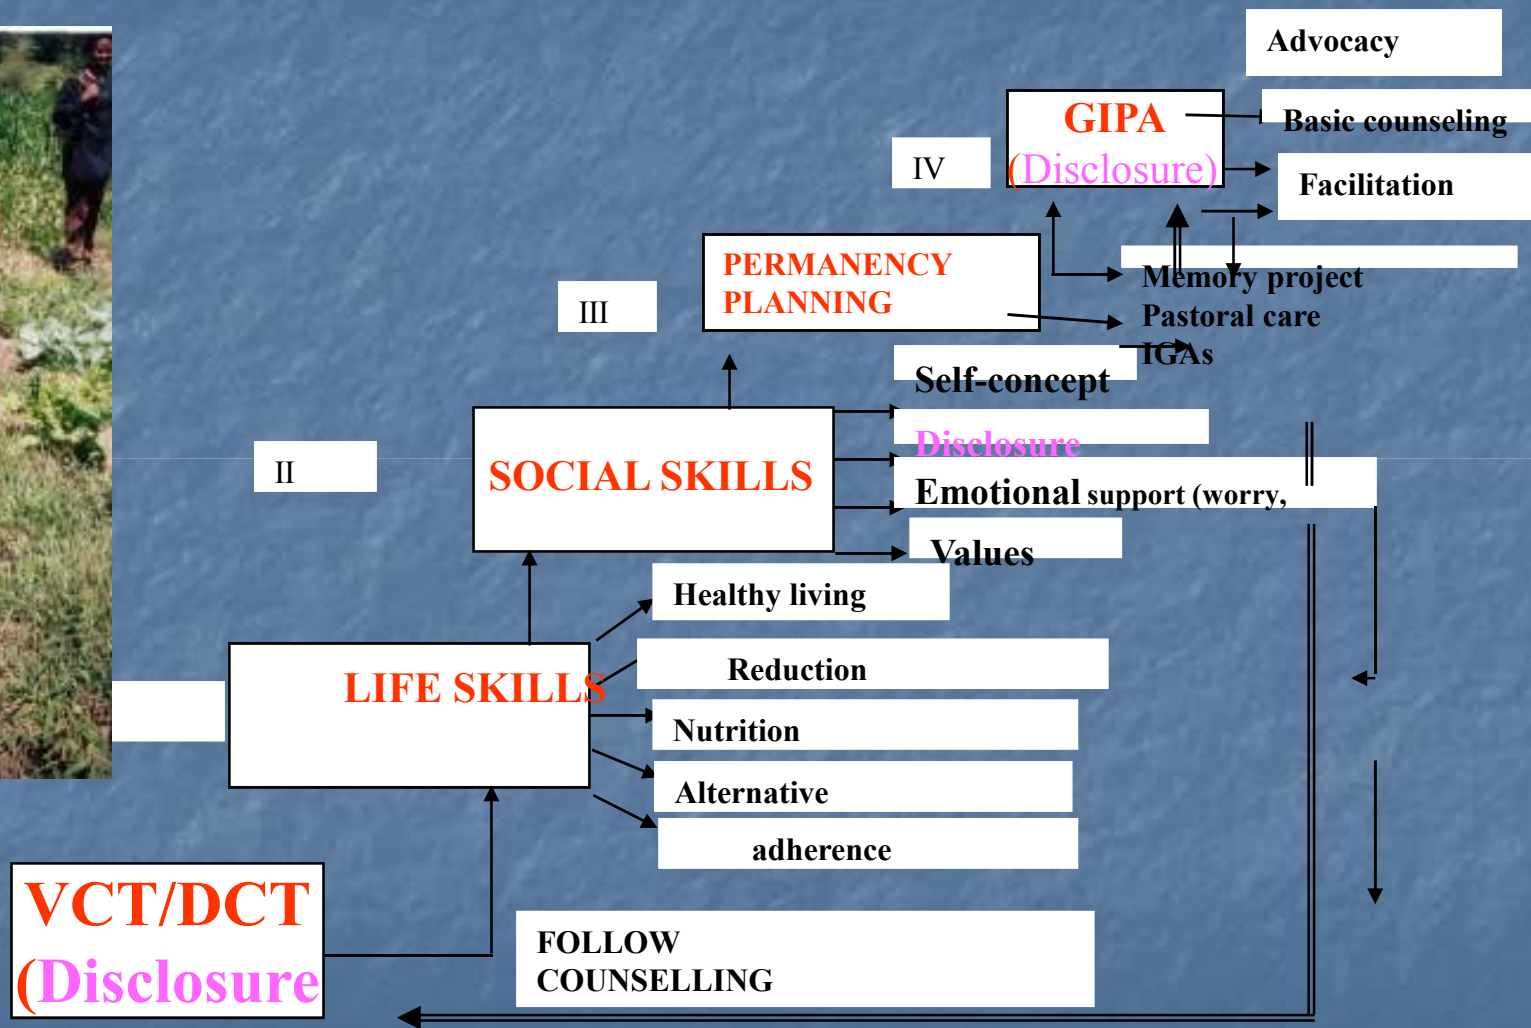 Advocacy
GIPA
(Disclosure)
Basic counseling
IV
Facilitation
PERMANENCY
PLANNING
III
Memory project
Pastoral care
IGAs
Self-concept
Disclosure
SOCIAL SKILLS
II
Emotional support (worry,
Values
Healthy living
LIFE SKILLS
Reduction
Nutrition
Alternative
adherence
VCT/DCT
(Disclosure
FOLLOW
COUNSELLING